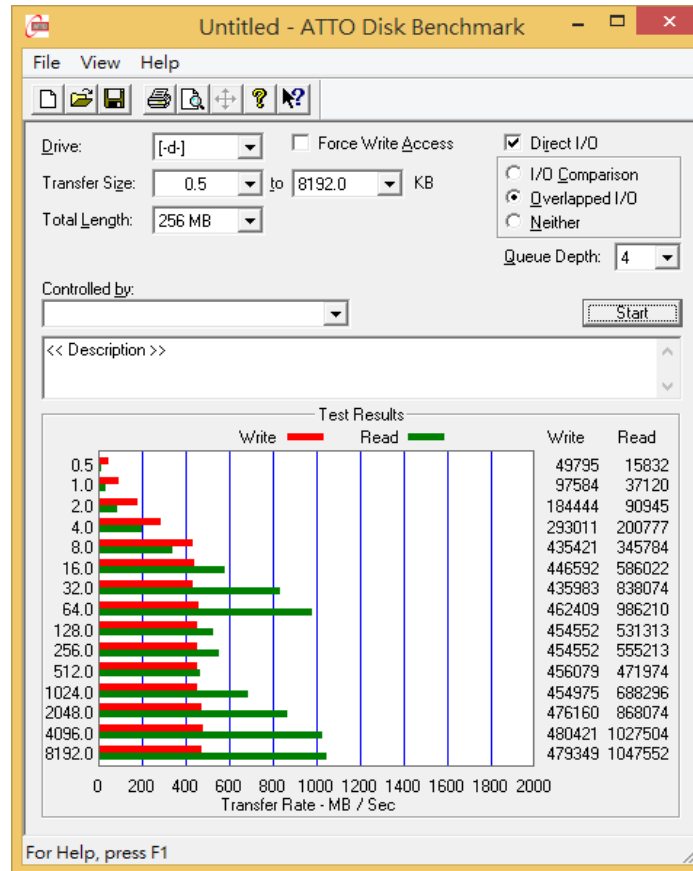 Untitled - ATTO Disk Benchmark
File View Help
Drive: [-d-] Force Write Access Direct I/O
Transfer Size: 0.5 to 8192.0 KB I/O Comparison
Overlapped I/O
Total Length: 256 MB Neither
Queue Depth: 4
Controlled by:
Start
<< Description >>
Test Results
Write Read Write Read
0.5 49795 15832
1.0 97584 37120
2.0 184444 90945
4.0 293011 200777
8.0 435421 345784
16.0 446592 586022
32.0 435983 838074
64.0 462409 986210
128.0 454552 531313
256.0 454552 555213
512.0 456079 471974
1024.0 454975 688296
2048.0 476160 868074
4096.0 480421 1027504
8192.0 479349 1047552
0 200 400 600 800 1000 1200 1400 1600 1800 2000
Transfer Rate - MB / Sec
For Help, press F1